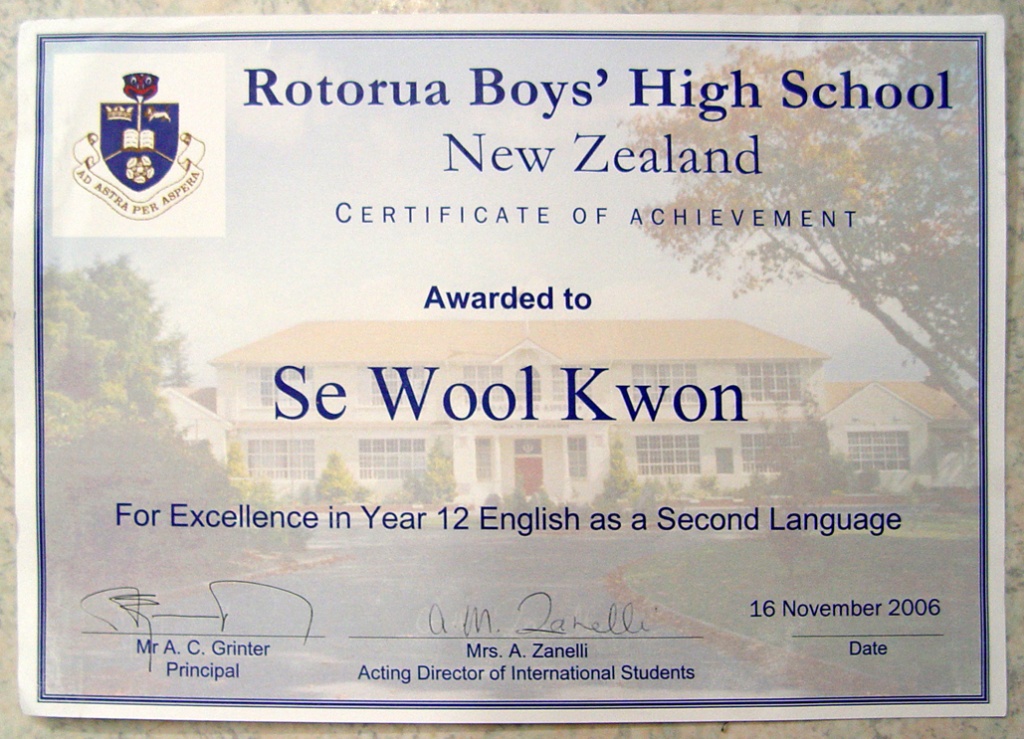 Rotorua Boys' High School
New Zealand
CERTIFICATE OF ACHIEVEMENT
AD ASTRA PER ASPERA
Awarded to
Se Wool Kwon
For Excellence in Year 12 English as a Second Language
A. M. Zanelli
16 November 2006
Mr A. C. Grinter
Principal
Mrs. A. Zanelli
Acting Director of International Students
Date